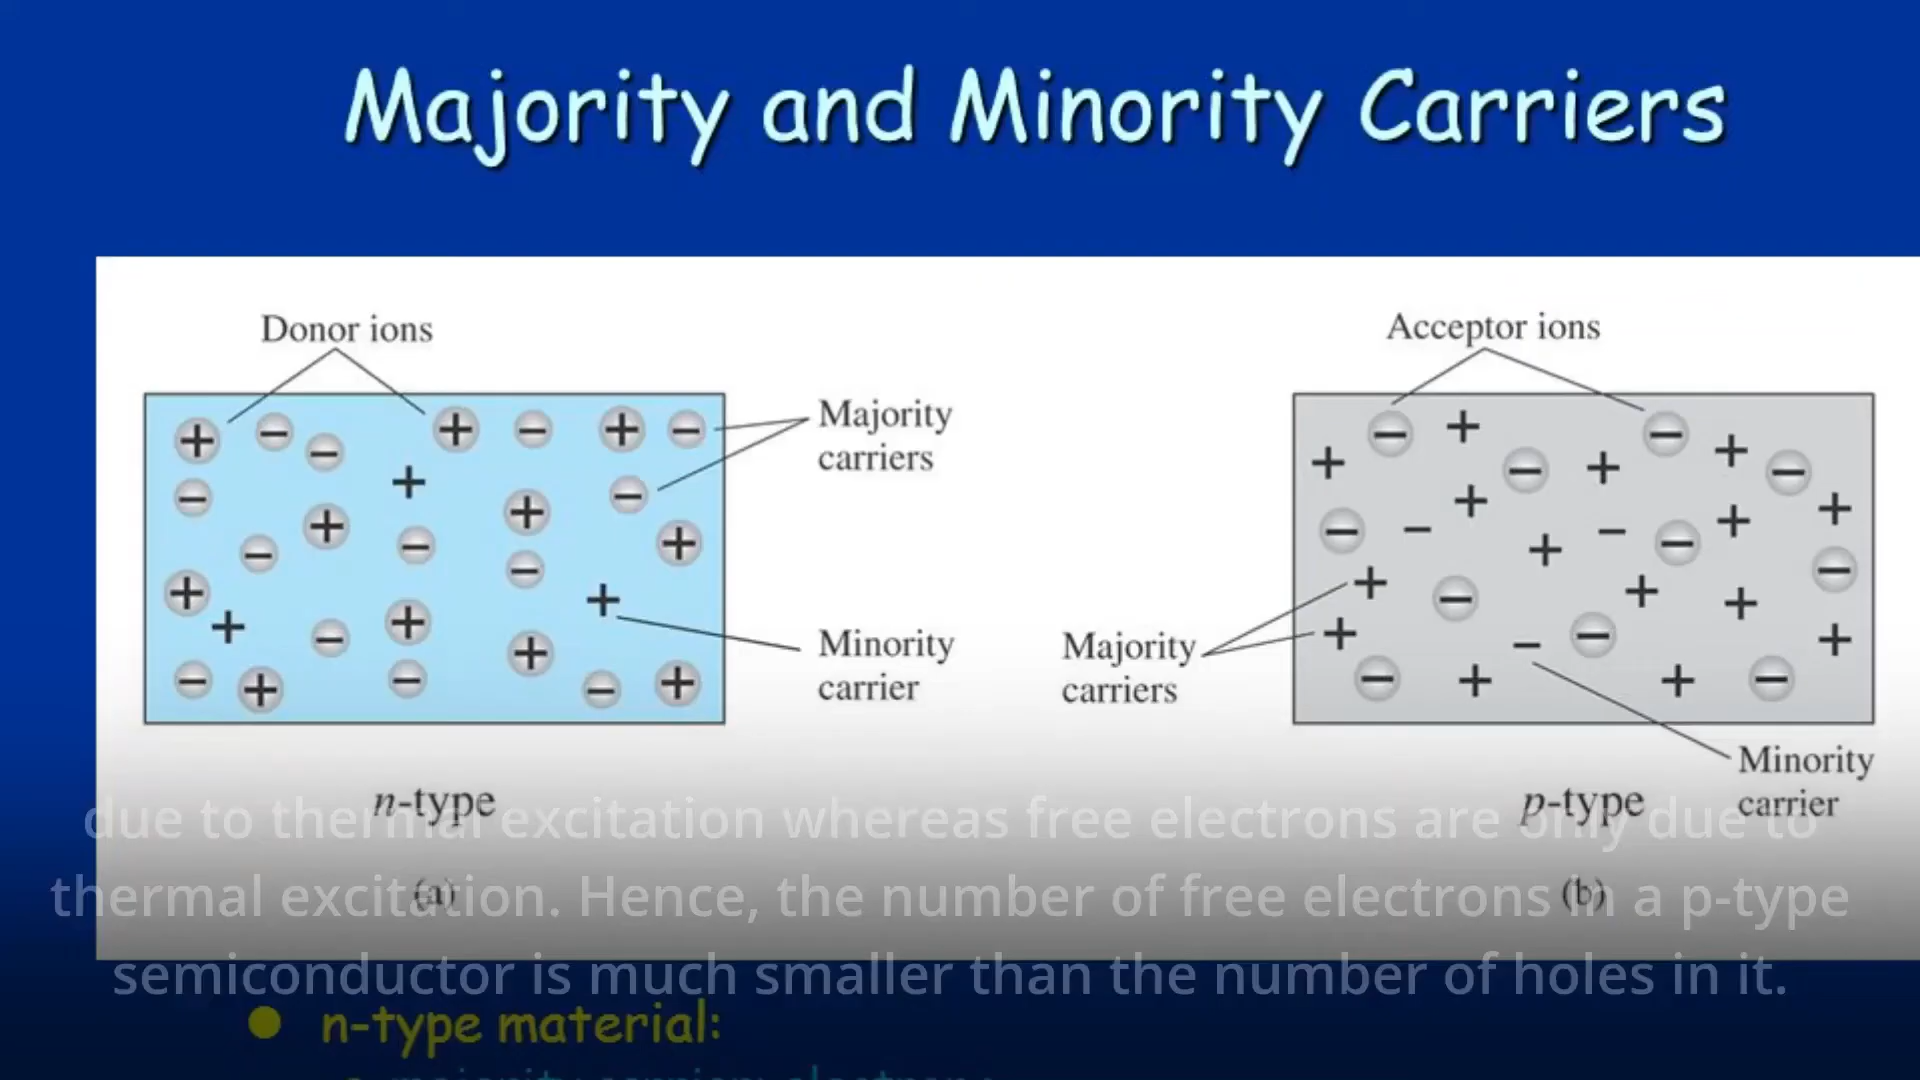 Majority and Minority Carriers
Donor ions
Acceptor ions
Majority
carriers
Minority
carrier
Majority
carriers
Minority
carrier
n-type
p-type
(a)
(b)
due to thermal excitation whereas free electrons are only due to
thermal excitation. Hence, the number of free electrons in a p-type
semiconductor is much smaller than the number of holes in it.
n-type material: